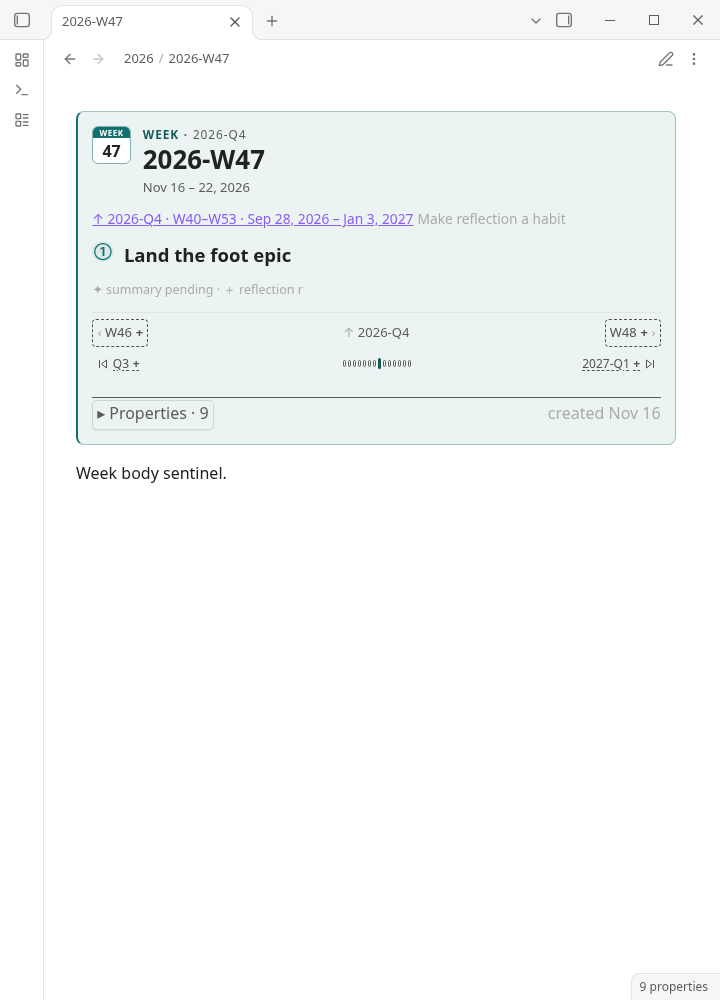 2026-W47
2026 / 2026-W47
WEEK
47
WEEK · 2026-Q4
2026-W47
Nov 16 – 22, 2026
↑ 2026-Q4 · W40–W53 · Sep 28, 2026 – Jan 3, 2027 Make reflection a habit
1 Land the foot epic
✦ summary pending · + reflection r
‹ W46 + ↑ 2026-Q4 W48 + ›
Q3 + 2027-Q1 +
▸ Properties · 9 created Nov 16
Week body sentinel.
9 properties